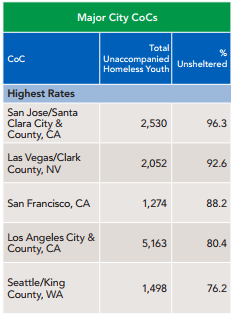 Major City CoCs
CoC
Total
Unaccompanied
Homeless Youth
%
Unsheltered
Highest Rates
San Jose/Santa
Clara City &
County, CA
2,530
96.3
Las Vegas/Clark
County, NV
2,052
92.6
San Francisco, CA
1,274
88.2
Los Angeles City &
County, CA
5,163
80.4
Seattle/King
County, WA
1,498
76.2